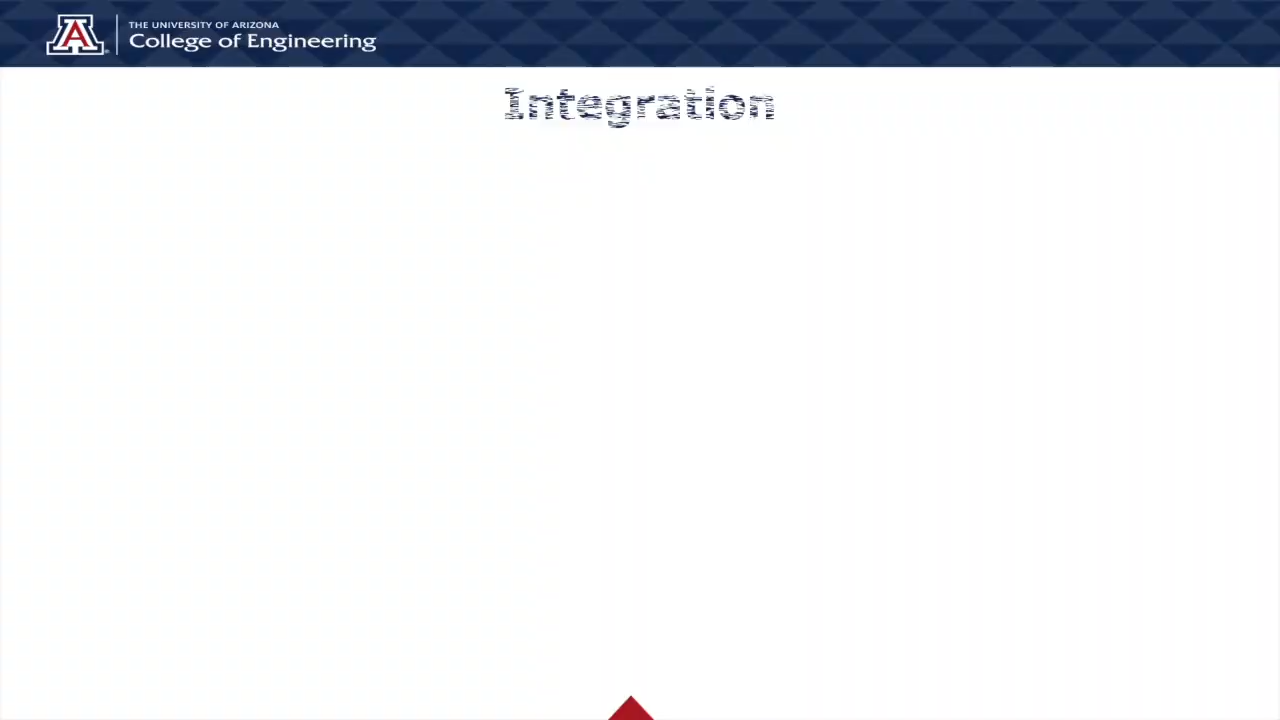 A
THE UNIVERSITY OF ARIZONA
College of Engineering
Integration